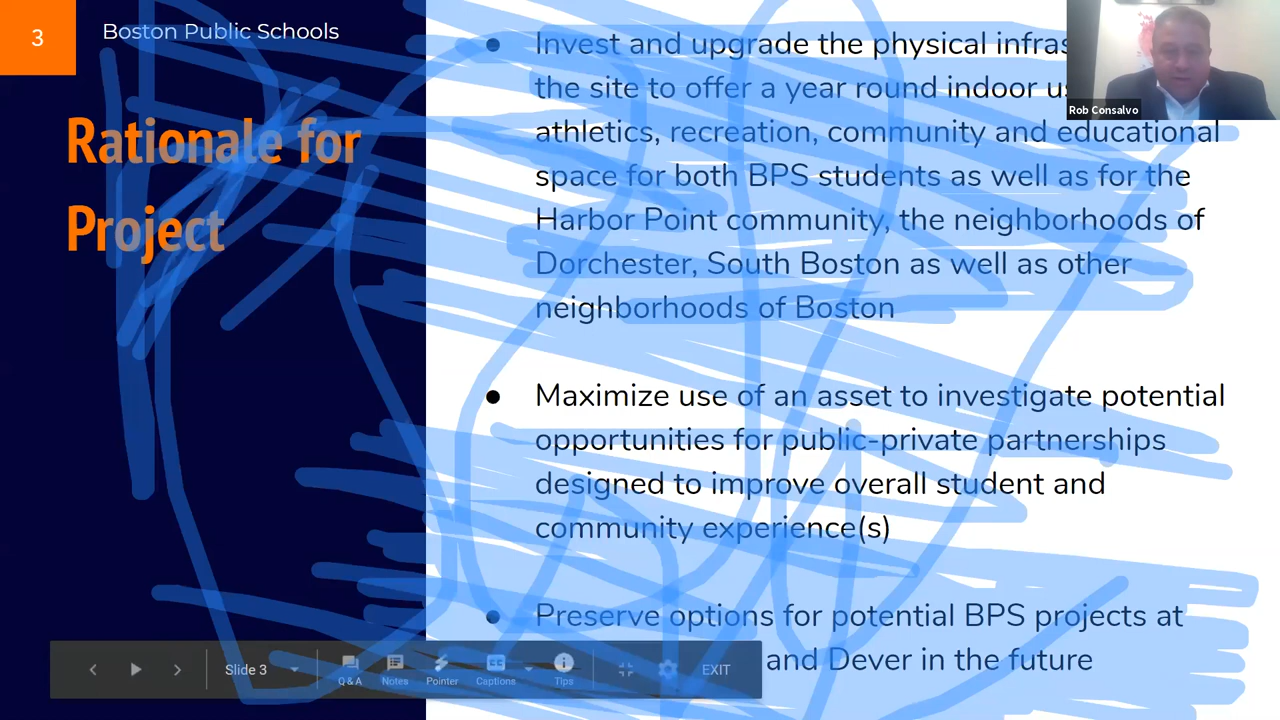 3
Boston Public Schools
Rationale for
Project
● Invest and upgrade the physical
the site to offer a year round indoor
athletics, recreation, community and educational
space for both BPS students as well as for the
Harbor Point community, the neighborhoods of
Dorchester, South Boston as well as other
neighborhoods of Boston
● Maximize use of an asset to investigate potential
opportunities for public-private partnerships
designed to improve overall student and
community experience(s)
● Preserve options for potential BPS projects at
and Dever in the future
Rob Consalvo
Slide 3
Q & A
Notes
Pointer
Captions
Tips
EXIT